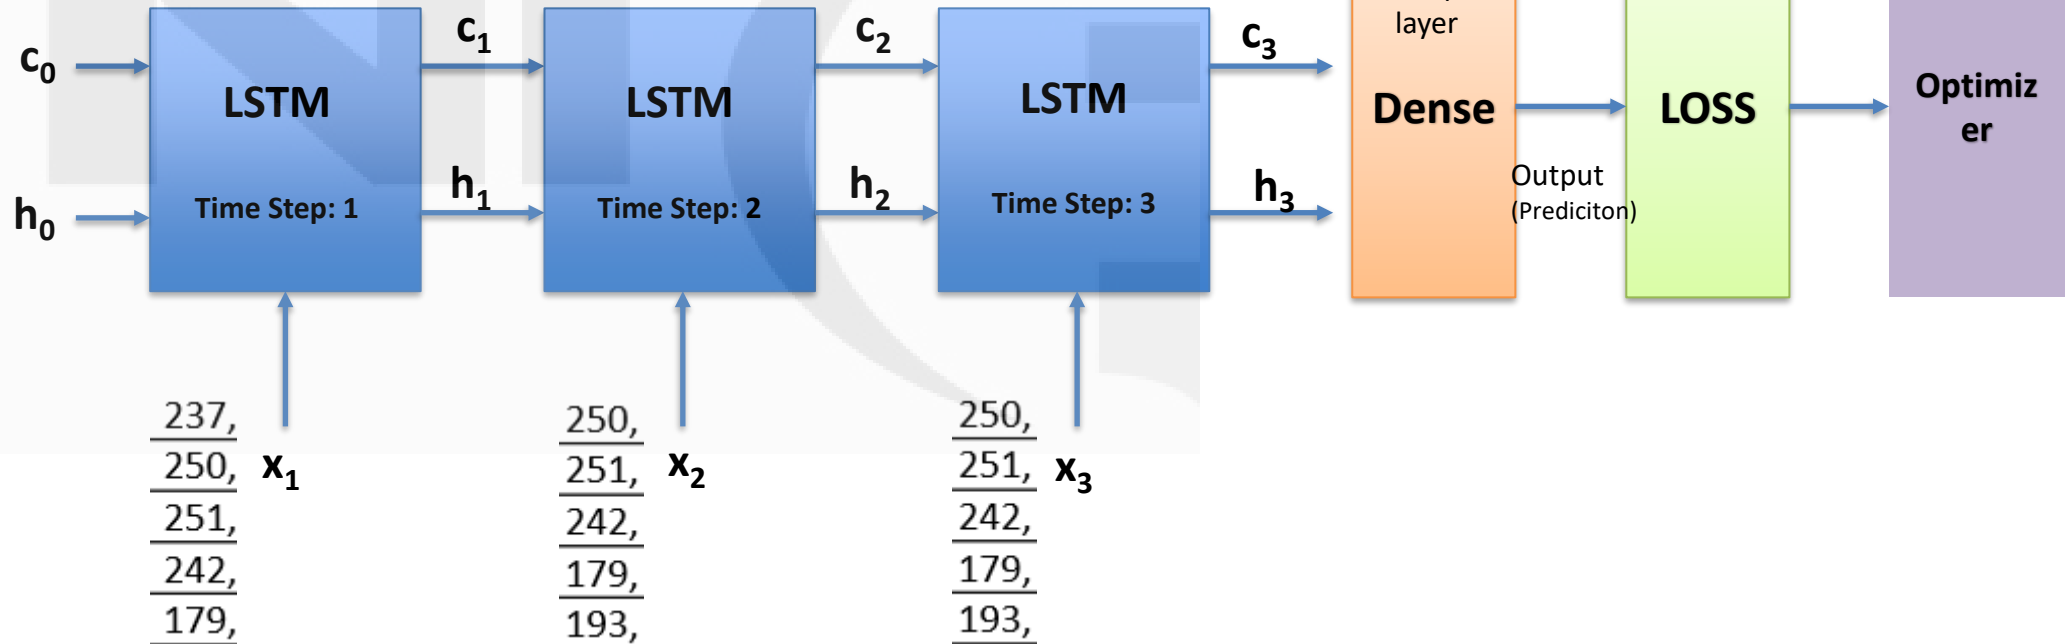 layer
c0
c1
c2
c3
LSTM
LSTM
LSTM
Dense
LOSS
Optimiz
er
h0
h1
h2
h3
Time Step: 1
Time Step: 2
Time Step: 3
Output
(Prediciton)
237,
250,
251,
242,
179,
x1
250,
251,
242,
179,
193,
x2
250,
251,
242,
179,
193,
x3